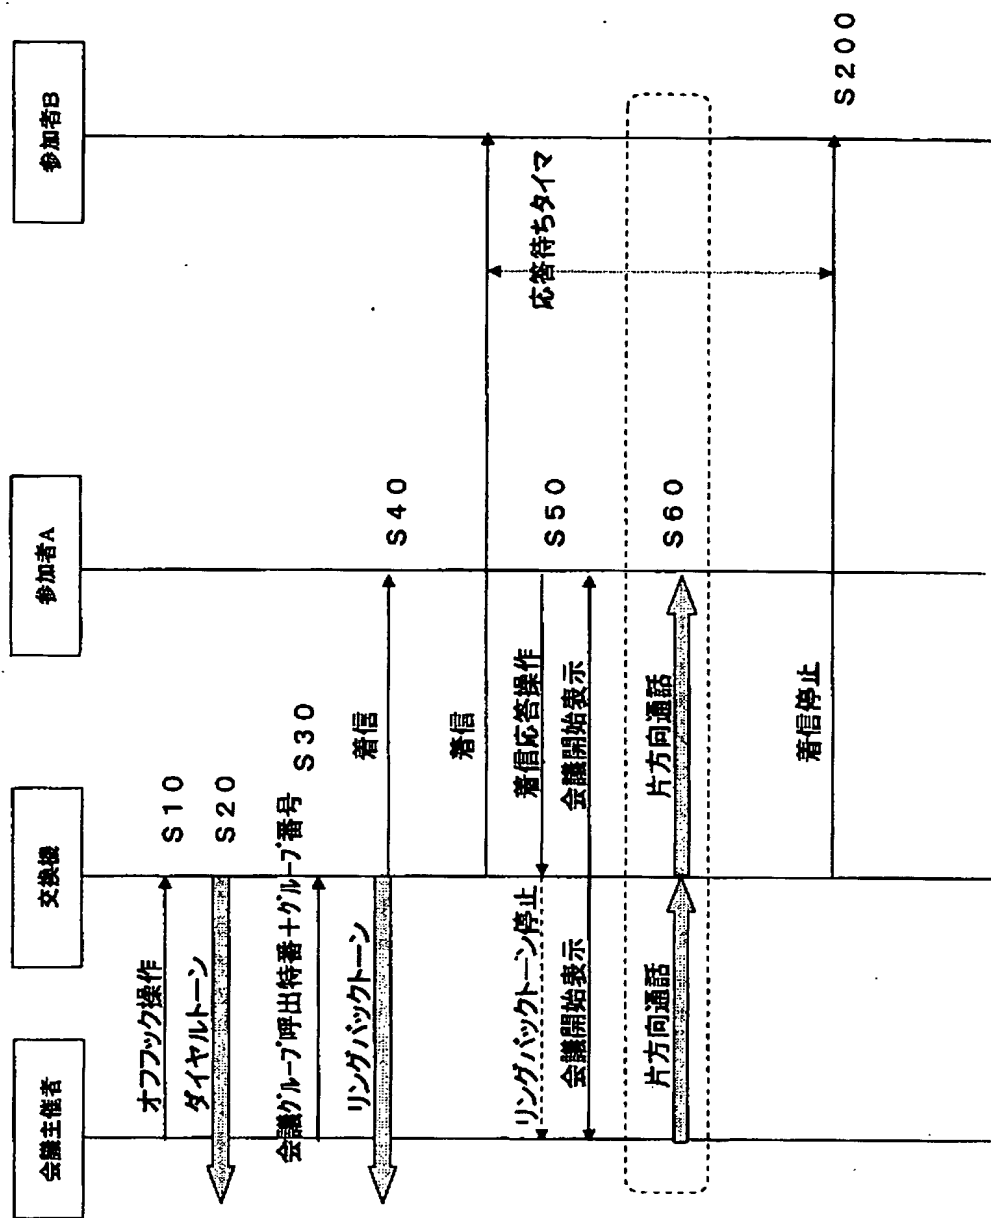 会議主催者
交換機
参加者A
参加者B
オフフック操作
S10
ダイヤルトーン
S20
会議グループ呼出特番+グループ番号
S30
リングバックトーン
着信
S40
着信
リングバックトーン停止
着信応答操作
S50
応答待ちタイマ
会議開始表示
会議開始表示
片方向通話
片方向通話
S60
着信停止
S200